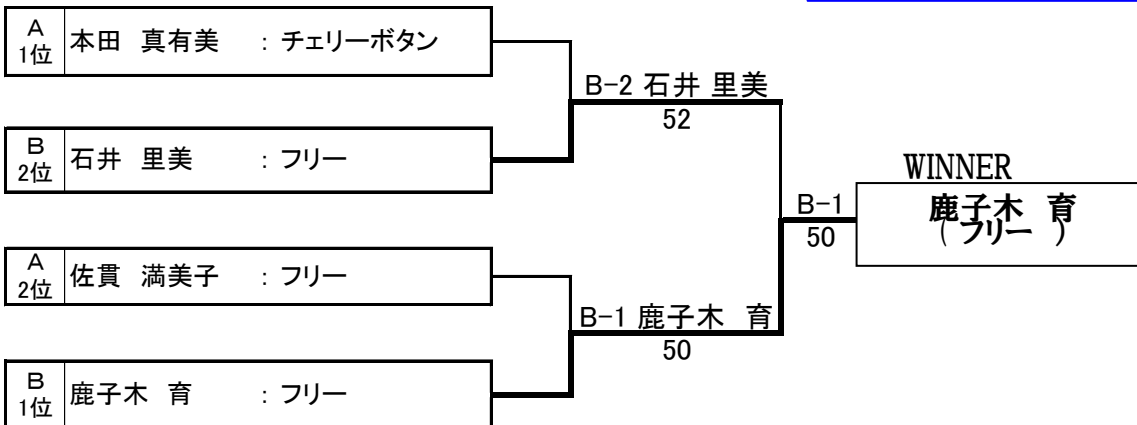 A
1位
本田 真有美 : チェリーボタン
B-2 石井 里美
52
B
2位
石井 里美 : フリー
WINNER
鹿子木 育
( フリー )
B-1
50
A
2位
佐貫 満美子 : フリー
B-1 鹿子木 育
50
B
1位
鹿子木 育 : フリー